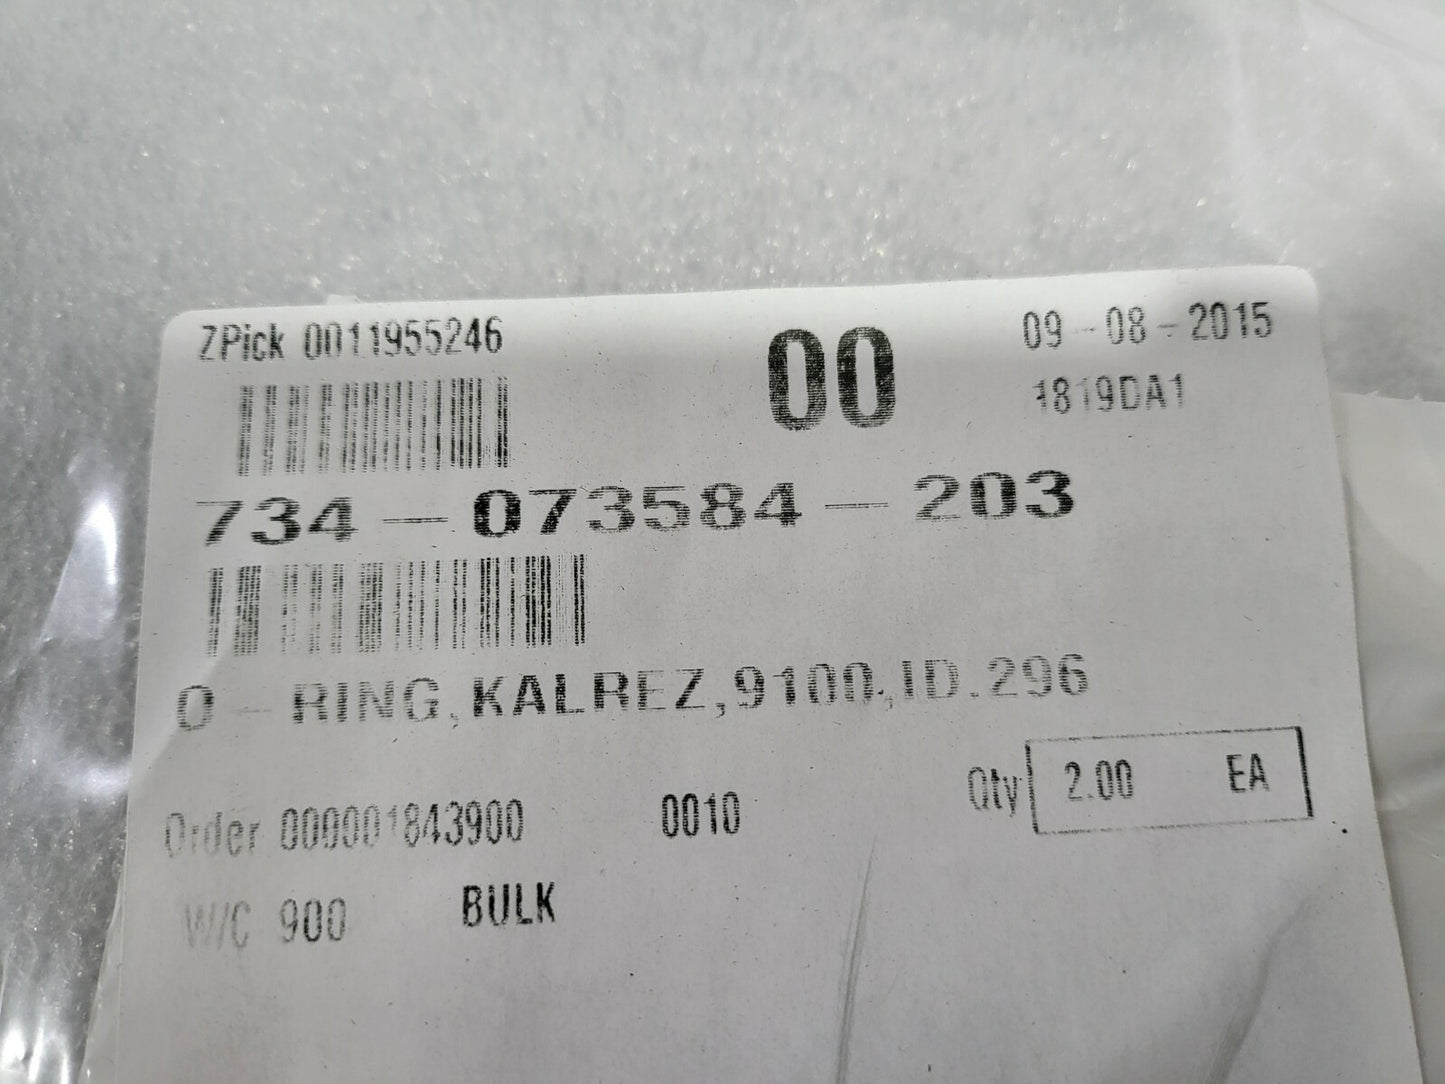 ZPick 0011955246
00
09-08-2015
1819DA1
734-073584-203
O-RING,KALREZ,9100,ID.296
Qty 2.00 EA
Order 000001843900 0010
W/C 900 BULK